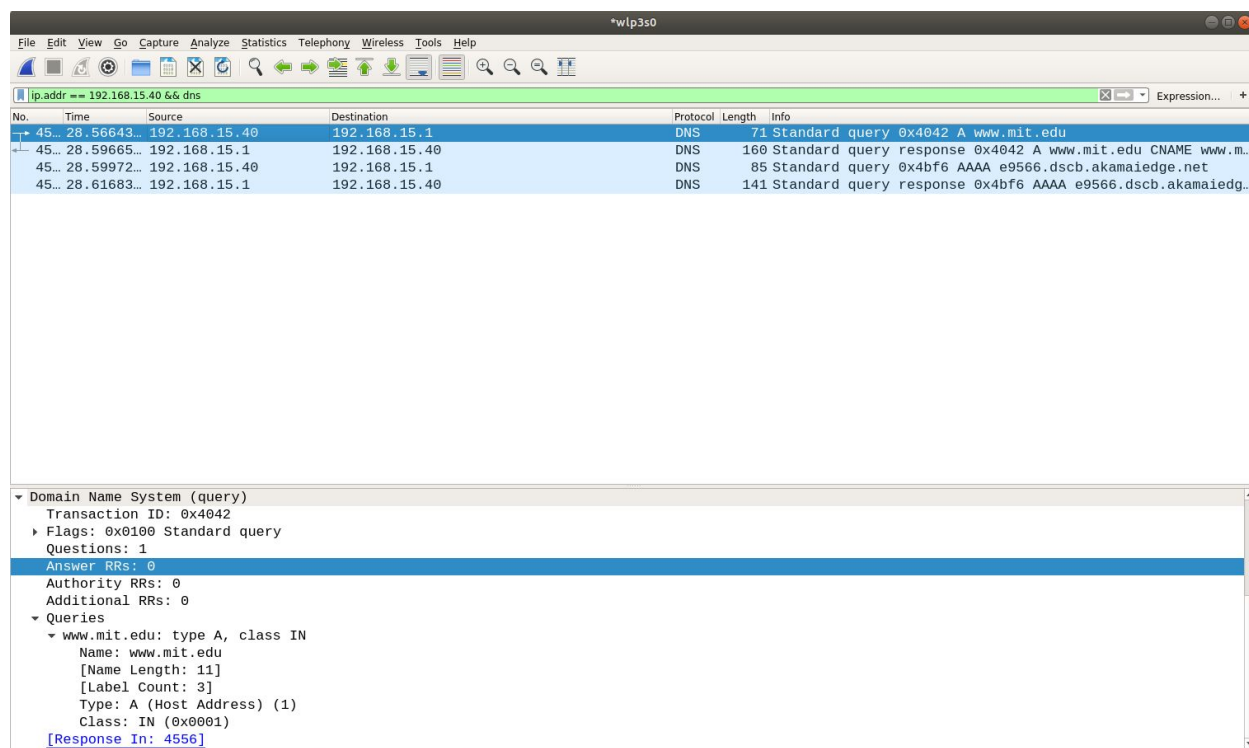 *wlp3s0
File Edit View Go Capture Analyze Statistics Telephony Wireless Tools Help
ip.addr == 192.168.15.40 && dns Expression... +
No. Time Source Destination Protocol Length Info
45… 28.56643… 192.168.15.40 192.168.15.1 DNS 71 Standard query 0x4042 A www.mit.edu
45… 28.59665… 192.168.15.1 192.168.15.40 DNS 160 Standard query response 0x4042 A www.mit.edu CNAME www.m…
45… 28.59972… 192.168.15.40 192.168.15.1 DNS 85 Standard query 0x4bf6 AAAA e9566.dscb.akamaiedge.net
45… 28.61683… 192.168.15.1 192.168.15.40 DNS 141 Standard query response 0x4bf6 AAAA e9566.dscb.akamaiedg…
Domain Name System (query)
Transaction ID: 0x4042
Flags: 0x0100 Standard query
Questions: 1
Answer RRs: 0
Authority RRs: 0
Additional RRs: 0
Queries
www.mit.edu: type A, class IN
Name: www.mit.edu
[Name Length: 11]
[Label Count: 3]
Type: A (Host Address) (1)
Class: IN (0x0001)
[Response In: 4556]